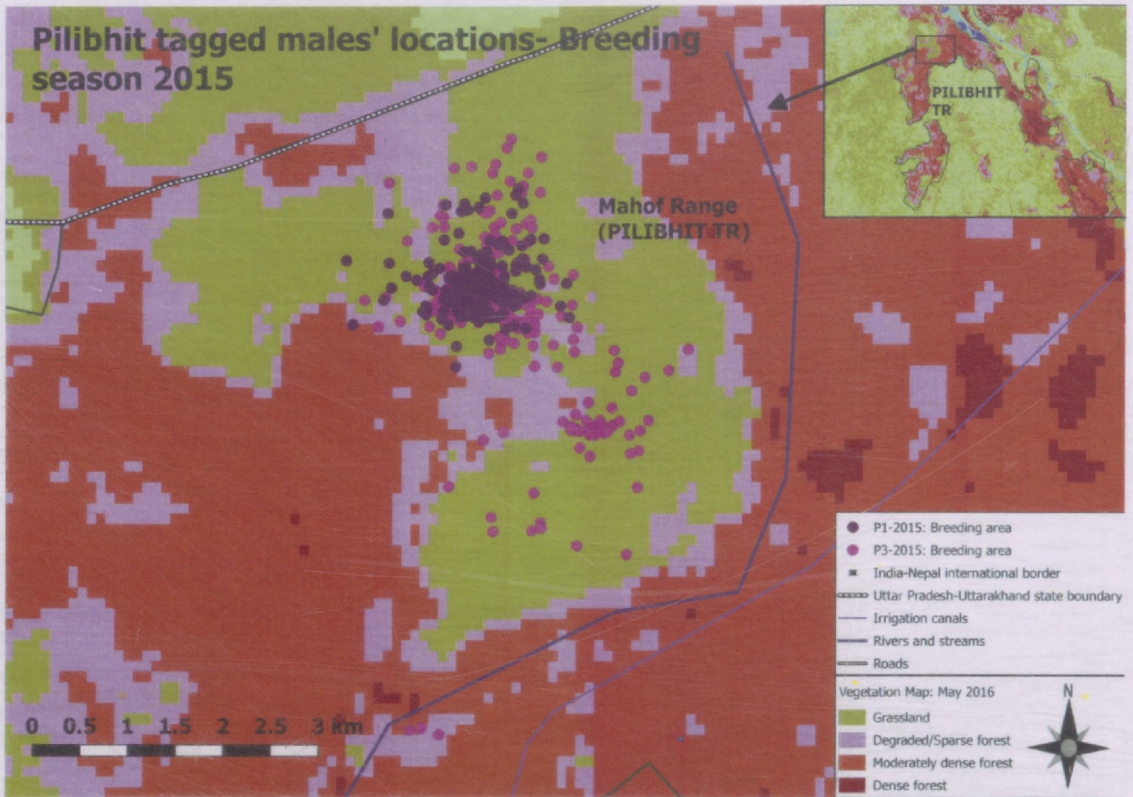 Pilibhit tagged males' locations- Breeding
season 2015
PILIBHIT
TR
Mahof Range
(PILIBHIT TR)
P1-2015: Breeding area
P3-2015: Breeding area
India-Nepal international border
Uttar Pradesh-Uttarakhand state boundary
Irrigation canals
Rivers and streams
Roads
Vegetation Map: May 2016
N
Grassland
Degraded/Sparse forest
Moderately dense forest
Dense forest
0 0.5 1 1.5 2 2.5 3 Km